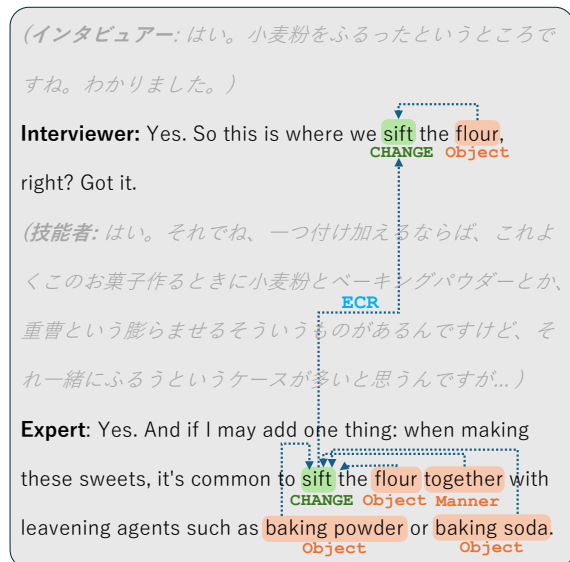 (インタビュアー: はい。小麦粉をふるったというところで
すね。わかりました。)
Interviewer: Yes. So this is where we sift the flour,
CHANGE Object
right? Got it.
(技能者: はい。それでね、一つ付け加えるならば、これよ
くこのお菓子作るときに小麦粉とベーキングパウダーとか、
ECR
重曹という膨らませるそういうものがあるんですけど、そ
れ一緒にふるうというケースが多いと思うんですが...)
Expert: Yes. And if I may add one thing: when making
these sweets, it's common to sift the flour together with
CHANGE Object Manner
leavening agents such as baking powder or baking soda.
Object Object